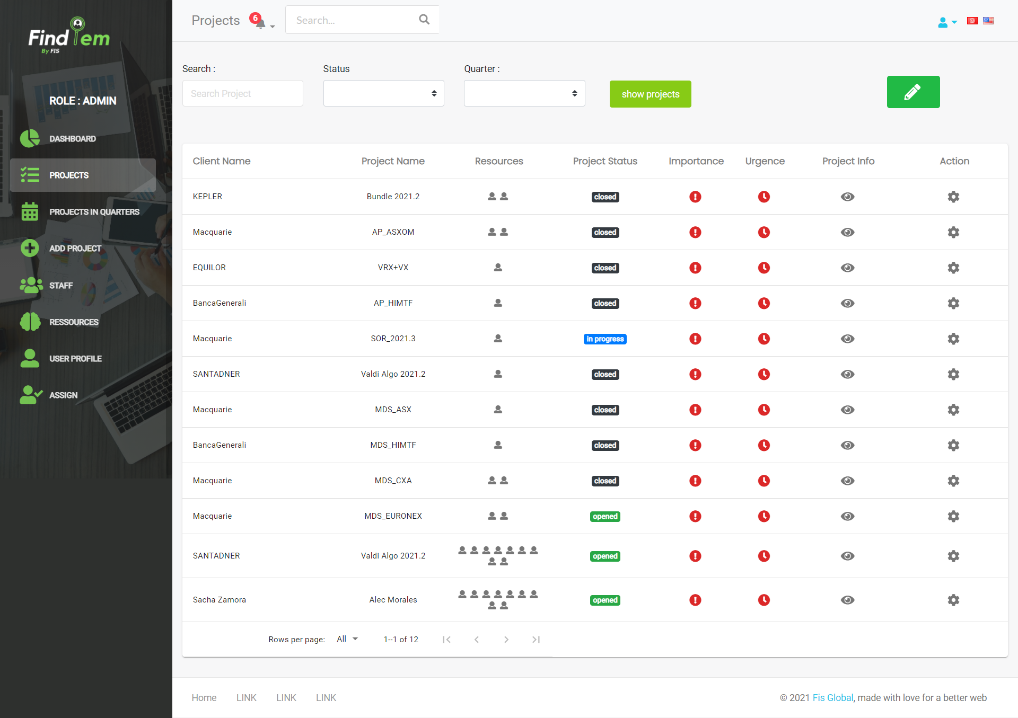 Find em
By FIS
ROLE : ADMIN
DASHBOARD
PROJECTS
PROJECTS IN QUARTERS
ADD PROJECT
STAFF
RESSOURCES
USER PROFILE
ASSIGN
Projects 6 Search...
Search : Status Quarter :
Search Project show projects
Client Name Project Name Resources Project Status Importance Urgence Project Info Action
KEPLER Bundle 2021.2 closed
Macquarie AP_ASXOM closed
EQUILOR VRX+VX closed
BancaGenerali AP_HIMTF closed
Macquarie SOR_2021.3 in progress
SANTADNER Valdi Algo 2021.2 closed
Macquarie MDS_ASX closed
BancaGenerali MDS_HIMTF closed
Macquarie MDS_CXA closed
Macquarie MDS_EURONEX opened
SANTADNER Valdi Algo 2021.2 opened
Sacha Zamora Alec Morales opened
Rows per page: All 1–1 of 12
Home LINK LINK LINK © 2021 Fis Global, made with love for a better web